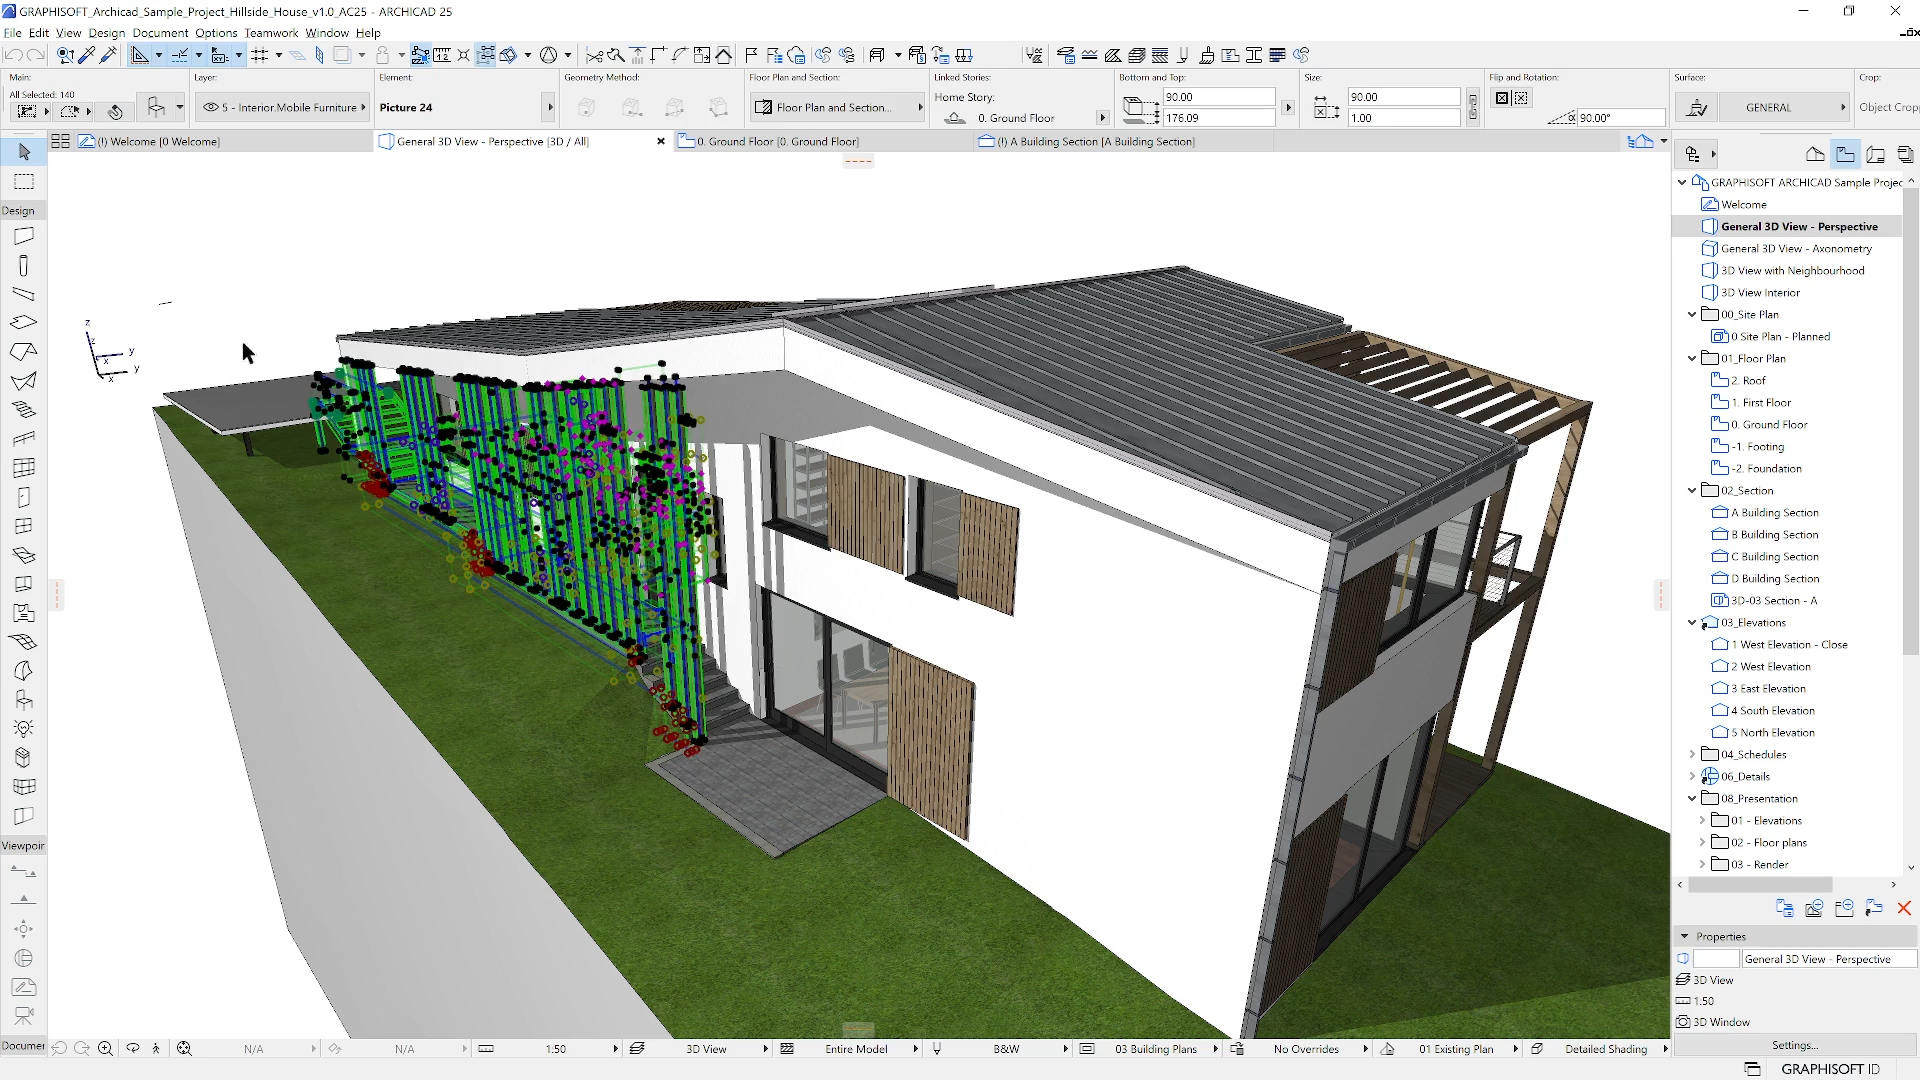 GRAPHISOFT_Archicad_Sample_Project_Hillside_House_v1.0_AC25 - ARCHICAD 25
File Edit View Design Document Options Teamwork Window Help
Main:
All Selected: 140
Layer:
5 - Interior.Mobile Furniture
Element:
Picture 24
Geometry Method:
Floor Plan and Section:
Floor Plan and Section...
Linked Stories:
Home Story:
0. Ground Floor
Bottom and Top:
90.00
176.09
Size:
90.00
1.00
Flip and Rotation:
90.00°
Surface:
GENERAL
Crop:
Object Crop
(!) Welcome [0 Welcome]
General 3D View - Perspective [3D / All]
0. Ground Floor [0. Ground Floor]
(!) A Building Section [A Building Section]
Design
Viewpoir
Documer
z
z
y
x
y
x
GRAPHISOFT ARCHICAD Sample Projec
Welcome
General 3D View - Perspective
General 3D View - Axonometry
3D View with Neighbourhood
3D View Interior
00_Site Plan
0 Site Plan - Planned
01_Floor Plan
2. Roof
1. First Floor
0. Ground Floor
-1. Footing
-2. Foundation
02_Section
A Building Section
B Building Section
C Building Section
D Building Section
3D-03 Section - A
03_Elevations
1 West Elevation - Close
2 West Elevation
3 East Elevation
4 South Elevation
5 North Elevation
04_Schedules
06_Details
08_Presentation
01 - Elevations
02 - Floor plans
03 - Render
Properties
General 3D View - Perspective
3D View
1:50
3D Window
Settings...
N/A
N/A
1:50
3D View
Entire Model
B&W
03 Building Plans
No Overrides
01 Existing Plan
Detailed Shading
GRAPHISOFT ID